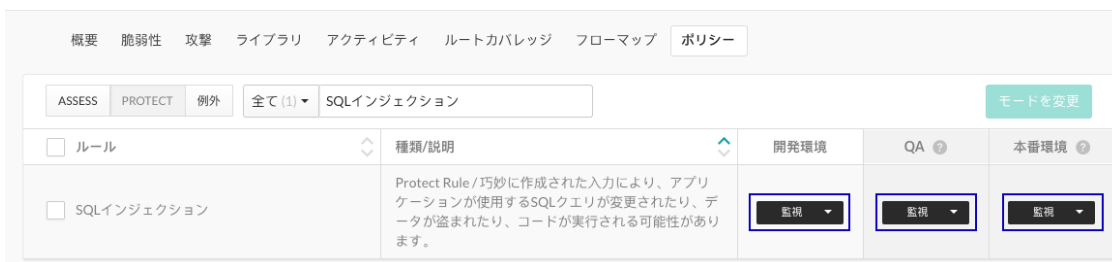 概要 脆弱性 攻撃 ライブラリ アクティビティ ルートカバレッジ フローマップ ポリシー
ASSESS PROTECT 例外 全て (1) SQLインジェクション モードを変更
ルール 種類/説明 開発環境 QA ? 本番環境 ?
Protect Rule / 巧妙に作成された入力により、アプリ
ケーションが使用するSQLクエリが変更されたり、デ
SQLインジェクション 監視 監視 監視
ータが盗まれたり、コードが実行される可能性があり
ます。